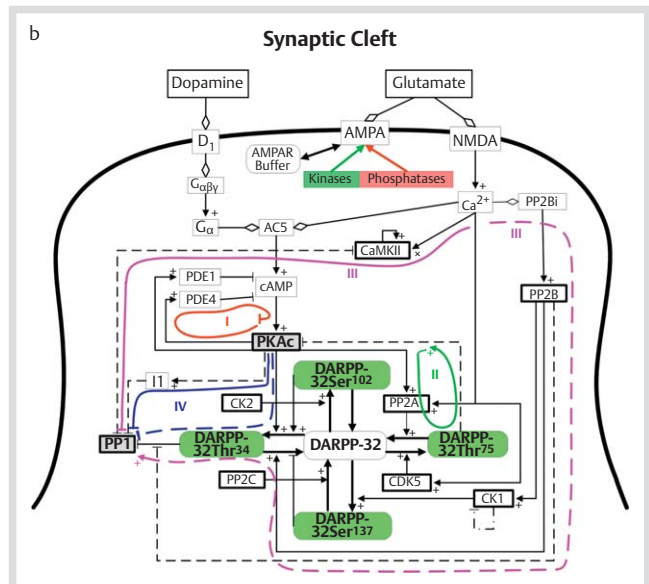 b
Synaptic Cleft
Dopamine
Glutamate
D1
AMPA
NMDA
AMPAR
Buffer
Kinases
Phosphatases
Gαβγ
Ca2+
PP2Bi
Gα
AC5
CaMKII
III
III
PDE1
cAMP
PP2B
PDE4
I
PKAc
DARPP-
32Ser102
II
I1
IV
CK2
PP2A
PP1
DARPP-
32Thr34
DARPP-32
DARPP-
32Thr75
PP2C
CDK5
CK1
DARPP-
32Ser137